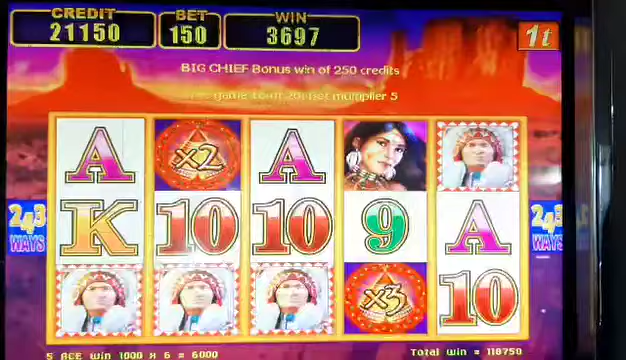 CREDIT BET WIN
21150 150 3697 1t
BIG CHIEF Bonus win of 250 credits
multiplier 5
A x2 A
243 WAYS K 10 10 9 A 243 WAYS
x3 10
5 ACE win 1000 x 6 = 6000 Total win = 118750